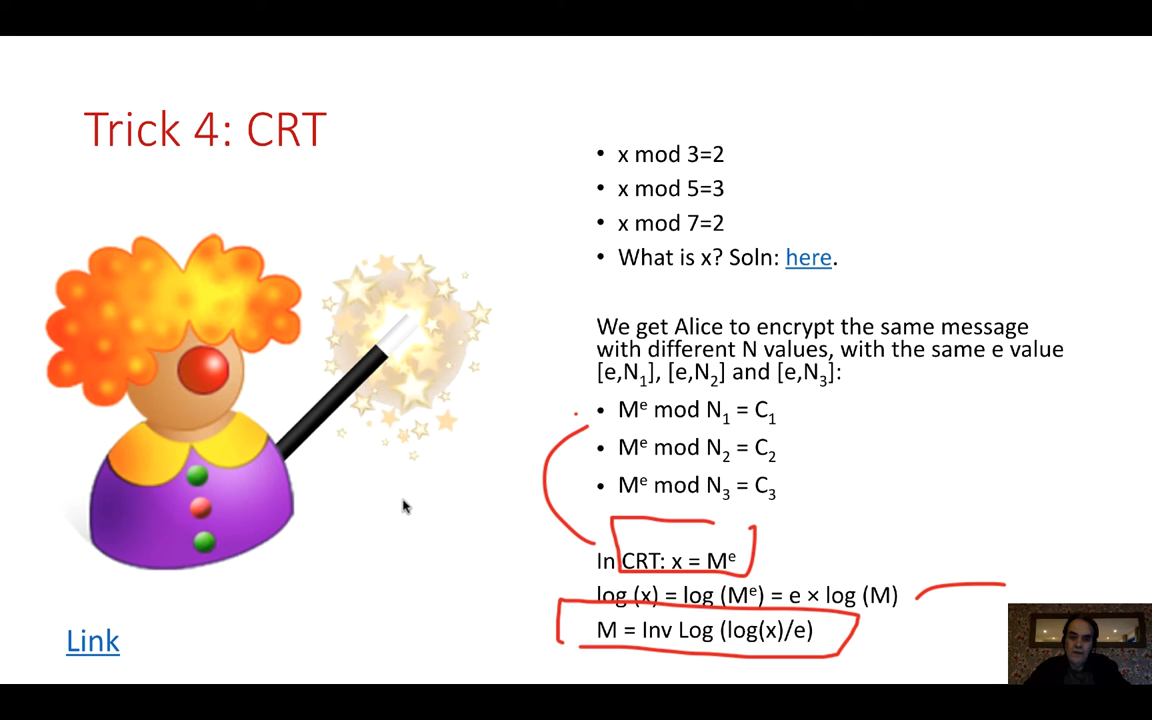 Trick 4: CRT
• x mod 3=2
• x mod 5=3
• x mod 7=2
• What is x? Soln: here.
We get Alice to encrypt the same message
with different N values, with the same e value
[e,N₁], [e,N₂] and [e,N₃]:
• Mᵉ mod N₁ = C₁
• Mᵉ mod N₂ = C₂
• Mᵉ mod N₃ = C₃
In CRT: x = Mᵉ
log (x) = log (Mᵉ) = e × log (M)
M = Inv Log (log(x)/e)
Link